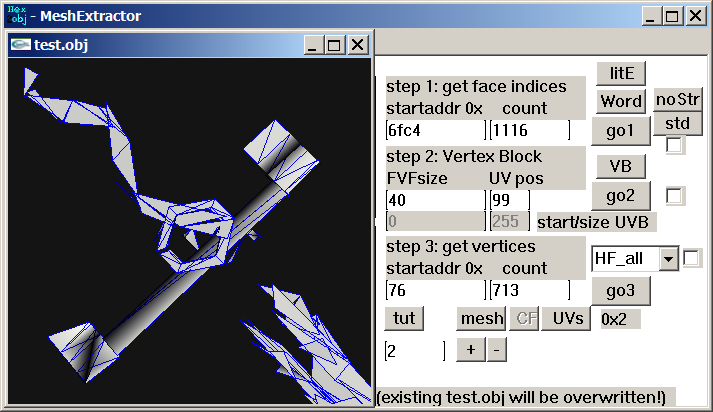 Hex
obj - MeshExtractor
test.obj
step 1: get face indices
startaddr 0x count
6fc4 1116
litE
Word
go1
noStr
std
step 2: Vertex Block
FVFsize UV pos
40 99
0 255 start/size UVB
VB
go2
step 3: get vertices
startaddr 0x count
76 713
HF_all
go3
tut mesh CF UVs 0x2
2 + -
(existing test.obj will be overwritten!)